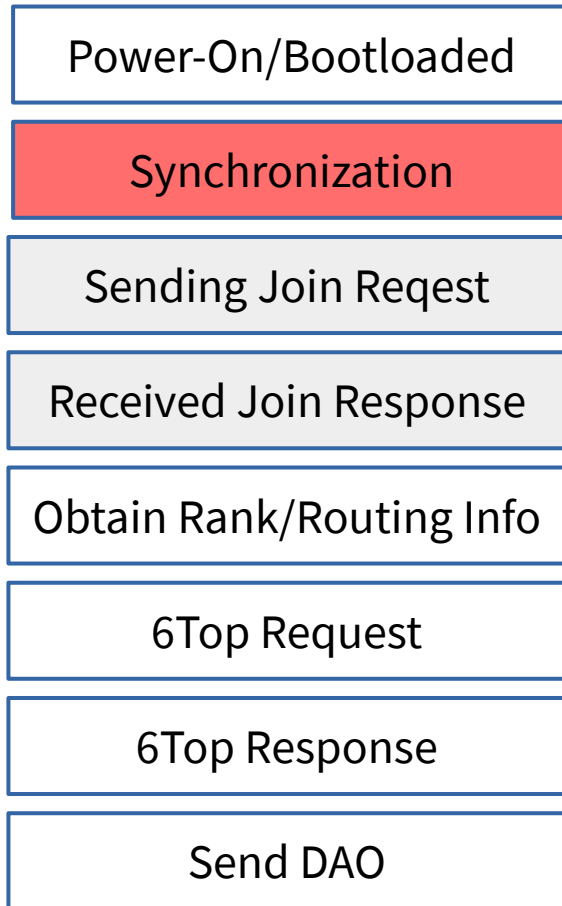 Power-On/Bootloaded
Synchronization
Sending Join Reqest
Received Join Response
Obtain Rank/Routing Info
6Top Request
6Top Response
Send DAO